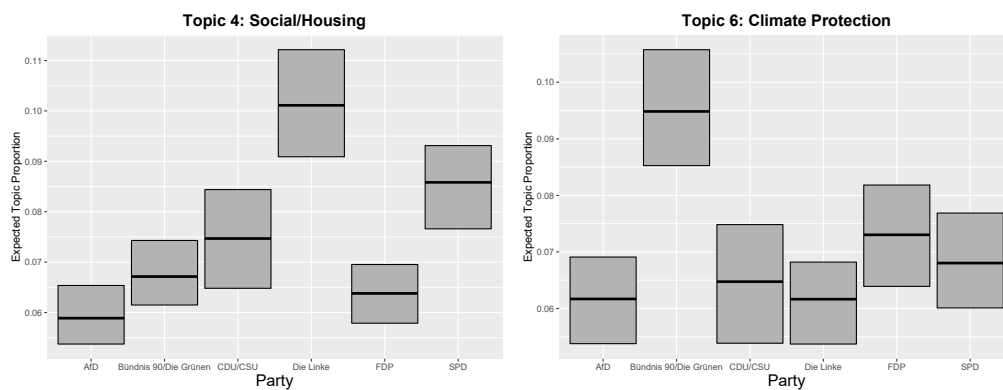 Topic 4: Social/Housing
Expected Topic Proportion
0.11
0.10
0.09
0.08
0.07
0.06
AfD Bündnis 90/Die Grünen CDU/CSU Die Linke FDP SPD
Party
Topic 6: Climate Protection
Expected Topic Proportion
0.10
0.09
0.08
0.07
0.06
AfD Bündnis 90/Die Grünen CDU/CSU Die Linke FDP SPD
Party